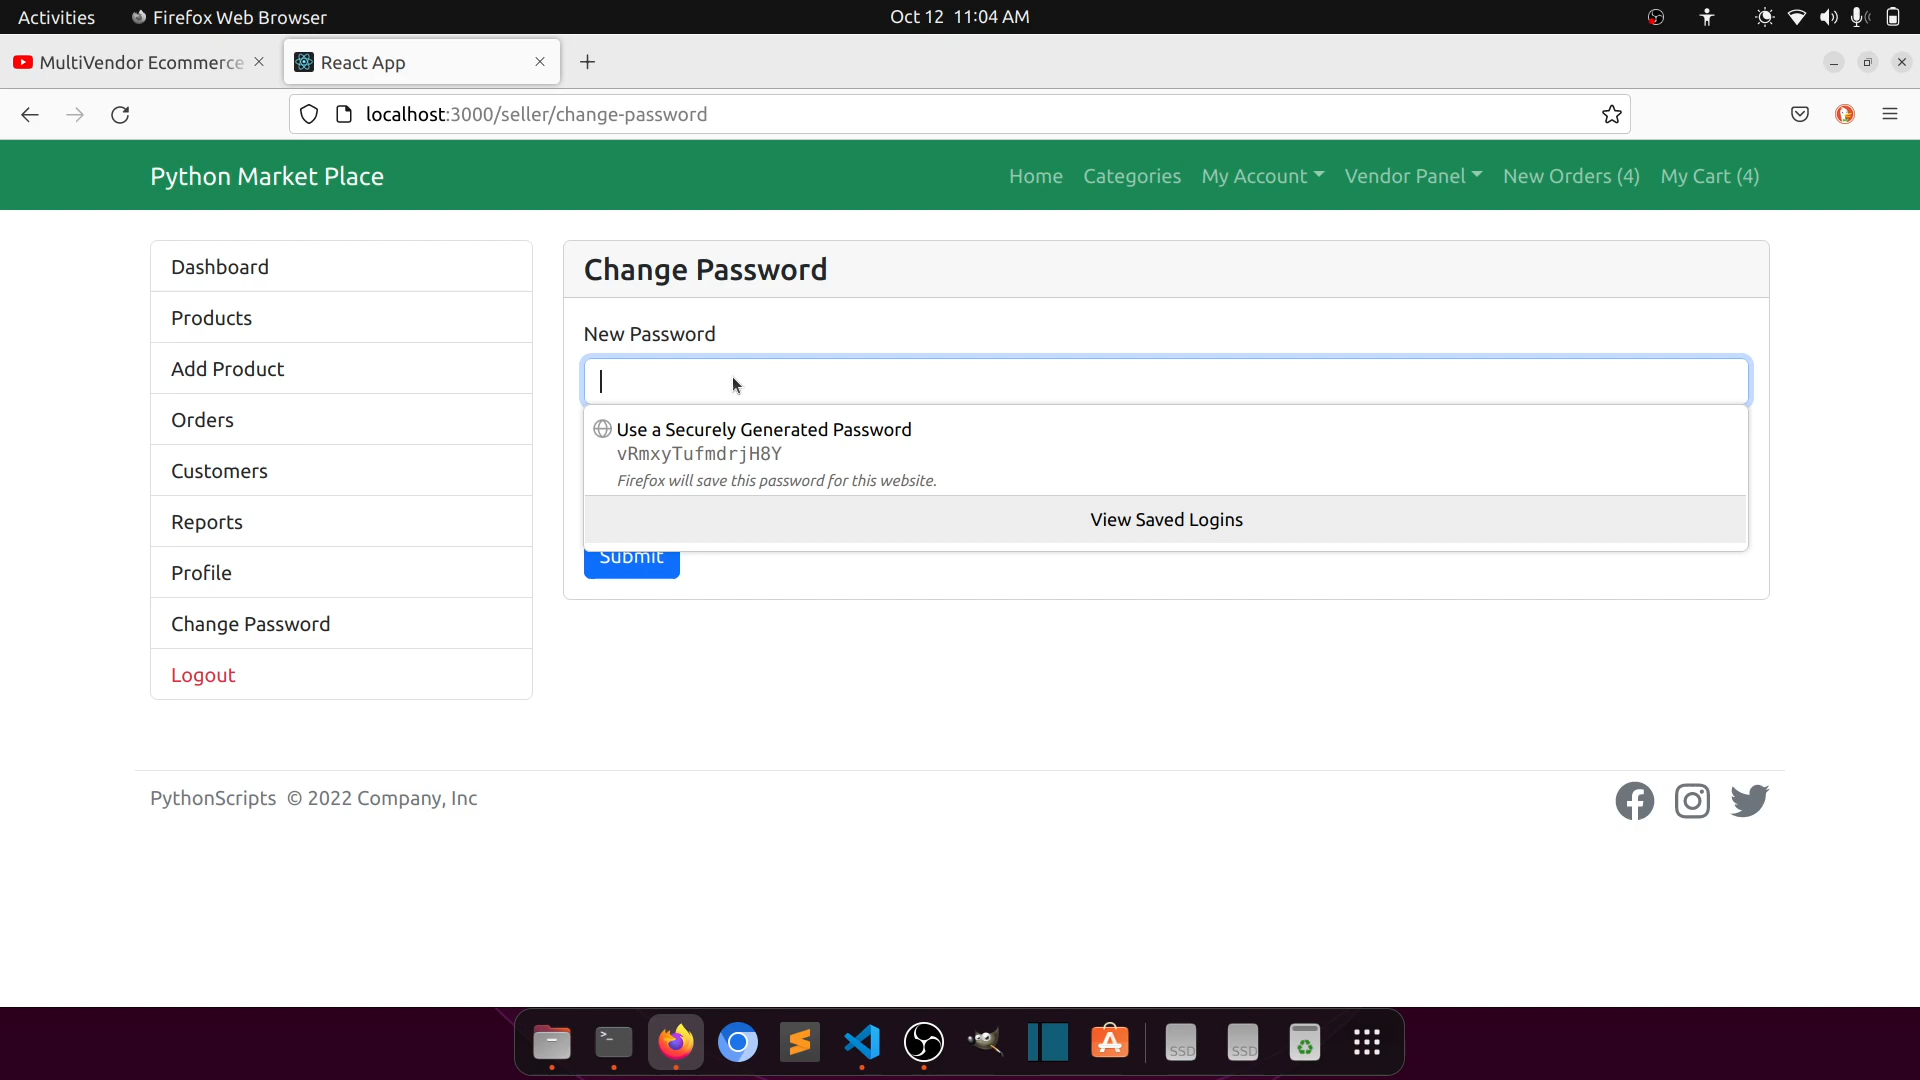 Activities Firefox Web Browser Oct 12 11:04 AM
MultiVendor Ecommerce React App
localhost:3000/seller/change-password
Python Market Place Home Categories My Account Vendor Panel New Orders (4) My Cart (4)
Dashboard
Products
Add Product
Orders
Customers
Reports
Profile
Change Password
Logout
Change Password
New Password
Use a Securely Generated Password
vRmxyTufmdrjH8Y
Firefox will save this password for this website.
View Saved Logins
Submit
PythonScripts © 2022 Company, Inc
SSD SSD